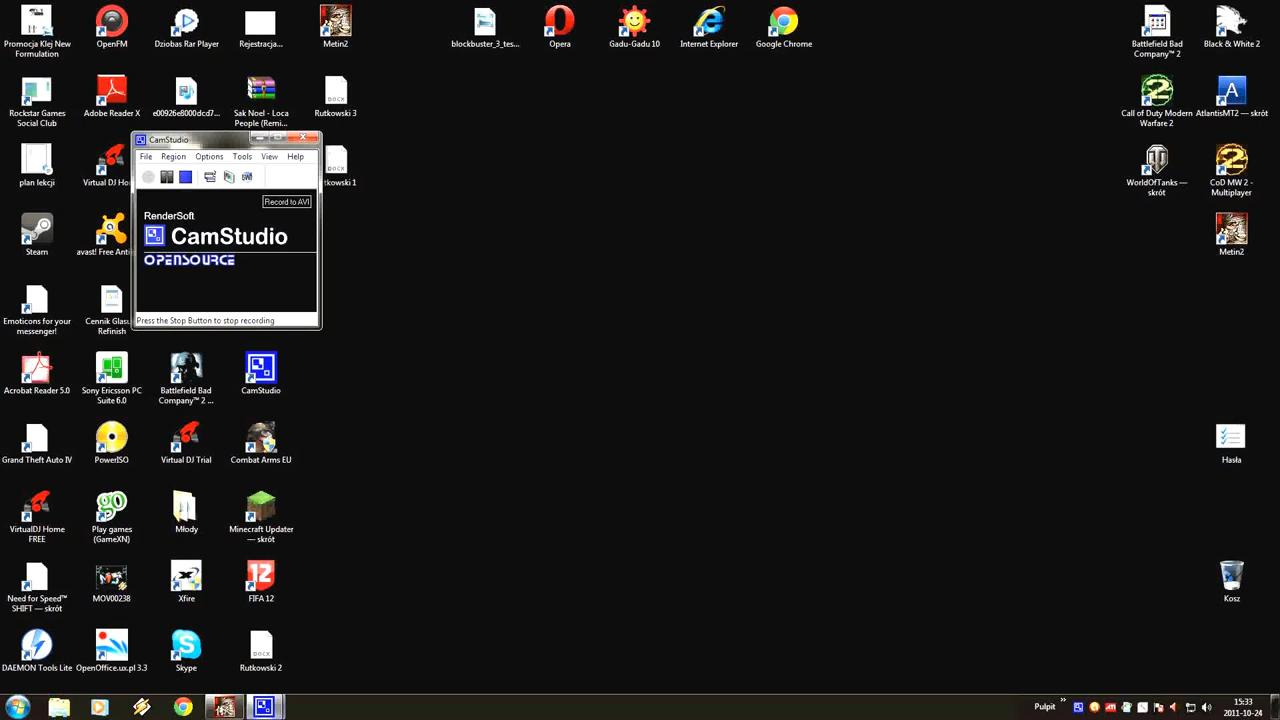 Promocja Klej New
Formulation
OpenFM
Dziobas Rar Player
Rejestracja...
Metin2
blockbuster_3_tes...
Opera
Gadu-Gadu 10
Internet Explorer
Google Chrome
Battlefield Bad
Company™ 2
Black & White 2
Rockstar Games
Social Club
Adobe Reader X
e00926e8000dcd7...
Sak Noel - Loca
People (Remi...
DOCX
Rutkowski 3
Call of Duty Modern
Warfare 2
AtlantisMT2 — skrót
CamStudio
File Region Options Tools View Help
Record to AVI
RenderSoft
CamStudio
OPENSOURCE
Press the Stop Button to stop recording
plan lekcji
Virtual DJ Ho
DOCX
tkowski 1
WorldOfTanks —
skrót
CoD MW 2 -
Multiplayer
Steam
avast! Free Anti
Metin2
Emoticons for your
messenger!
Cennik Glasu
Refinish
Acrobat Reader 5.0
Sony Ericsson PC
Suite 6.0
Battlefield Bad
Company™ 2 ...
CamStudio
Grand Theft Auto IV
PowerISO
Virtual DJ Trial
Combat Arms EU
Hasła
VirtualDJ Home
FREE
go
Play games
(GameXN)
Młody
Minecraft Updater
— skrót
Need for Speed™
SHIFT — skrót
MOV00238
Xfire
12
FIFA 12
Kosz
DAEMON Tools Lite
OpenOffice.ux.pl 3.3
Skype
DOCX
Rutkowski 2
Pulpit
15:33
2011-10-24